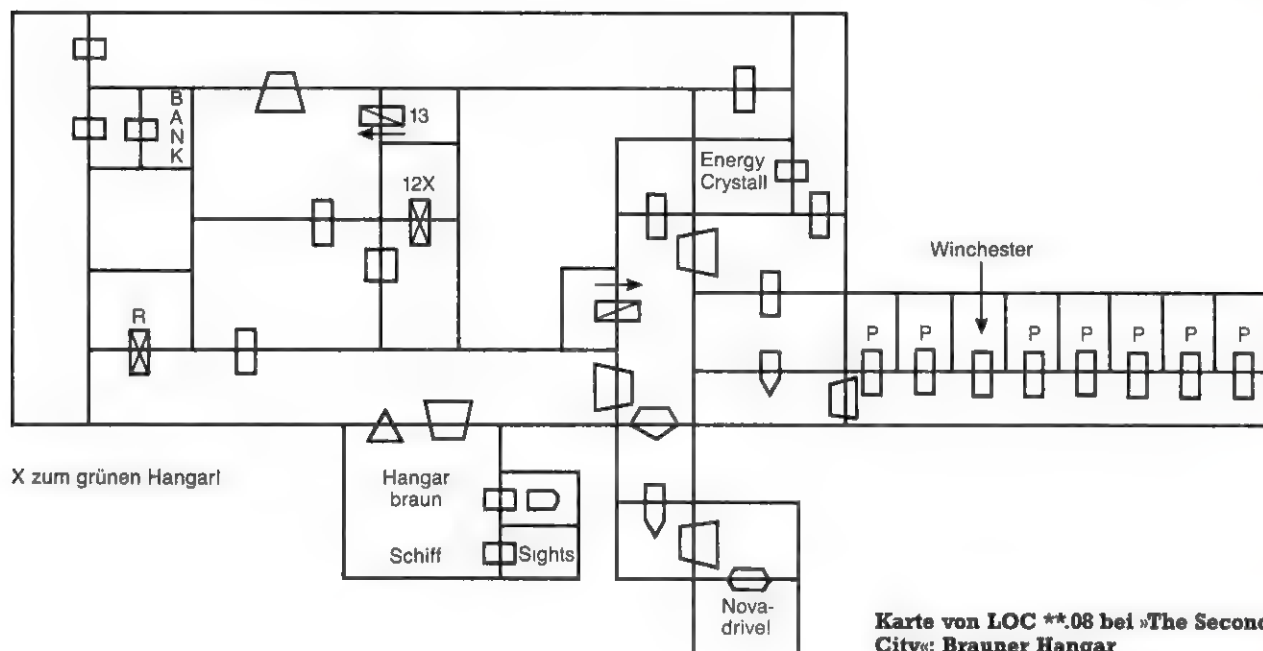 BANK
13
12X
Energy
Crystall
Winchester
R
P
P
P
P
P
P
P
X zum grünen Hangar!
Hangar
braun
Schiff
Sights
Nova-
drive!
Karte von LOC **.08 bei »The Second
City«: Brauner Hangar